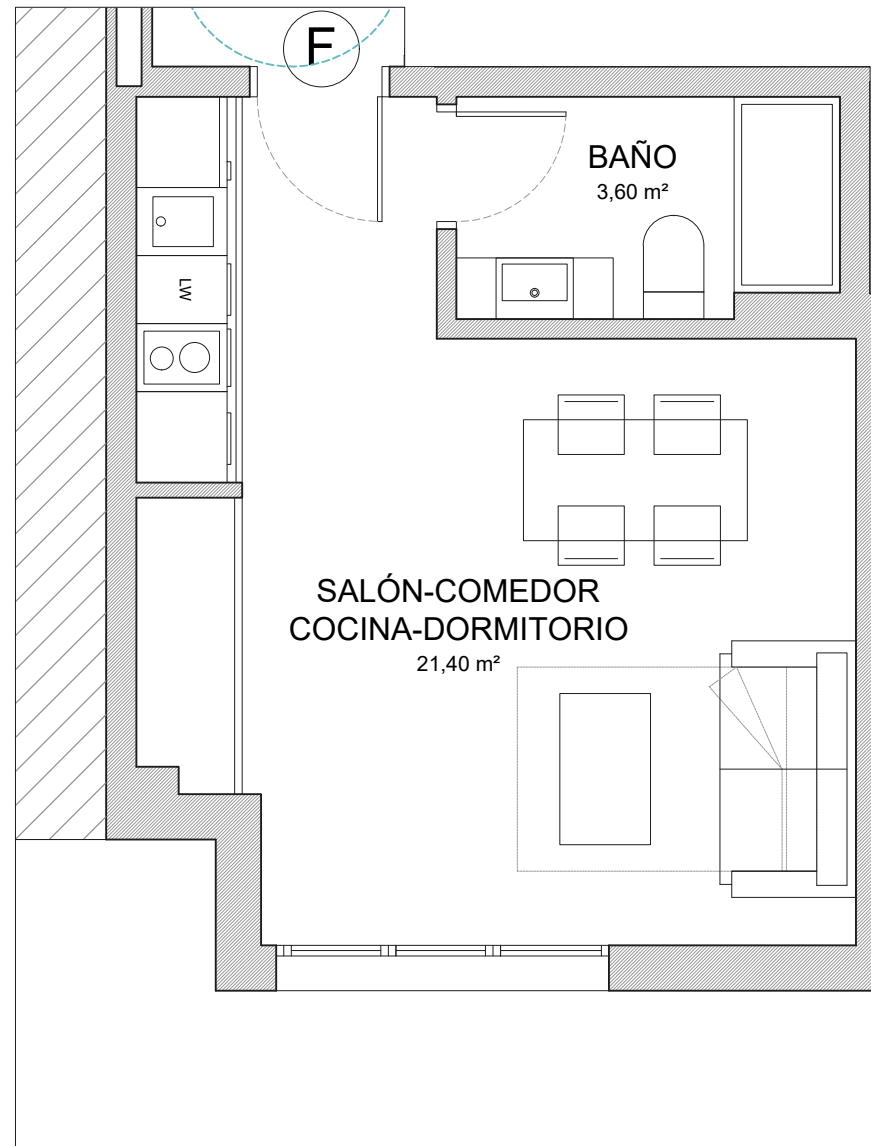 F
BAÑO
3,60 m²
LW
SALÓN-COMEDOR
COCINA-DORMITORIO
21,40 m²